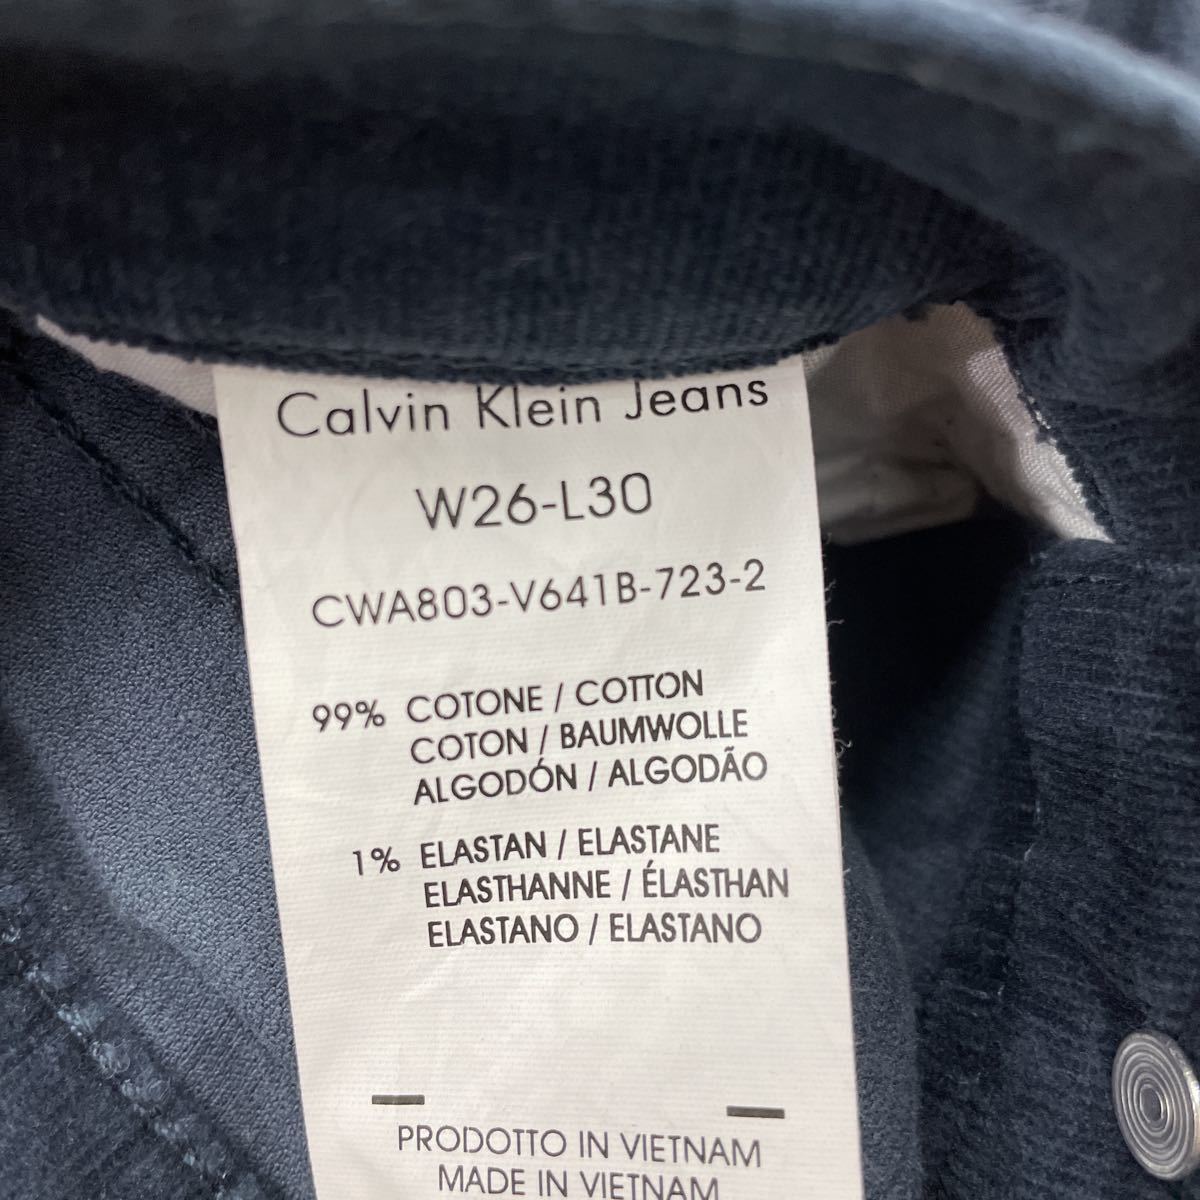 Calvin Klein Jeans
W26-L30
CWA803-V641B-723-2
99% COTONE / COTTON
COTON / BAUMWOLLE
ALGODÓN / ALGODÃO
1% ELASTAN / ELASTANE
ELASTHANNE / ÉLASTHAN
ELASTANO / ELASTANO
PRODOTTO IN VIETNAM
MADE IN VIETNAM